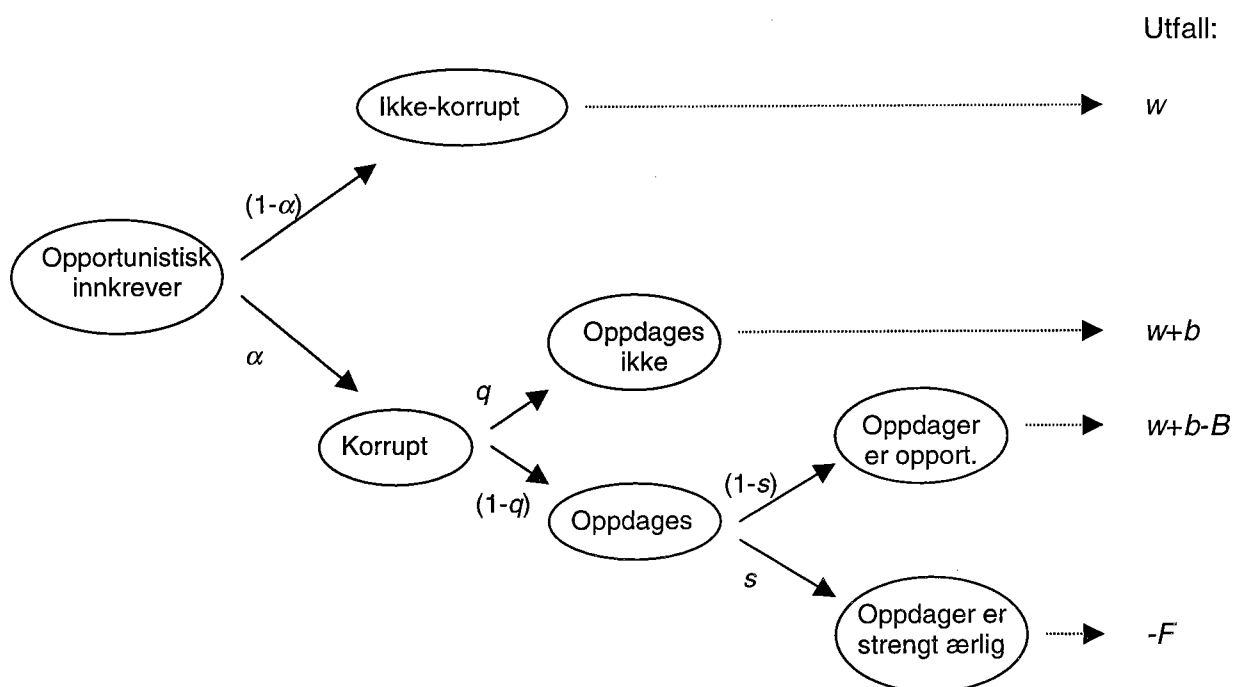 Utfall:
Ikke-korrupt
w
(1-α)
Opportunistisk
innkrever
α
Oppdages
ikke
w+b
q
Korrupt
Oppdager
er opport.
w+b-B
(1-q)
(1-s)
Oppdages
s
Oppdager er
strengt ærlig
-F